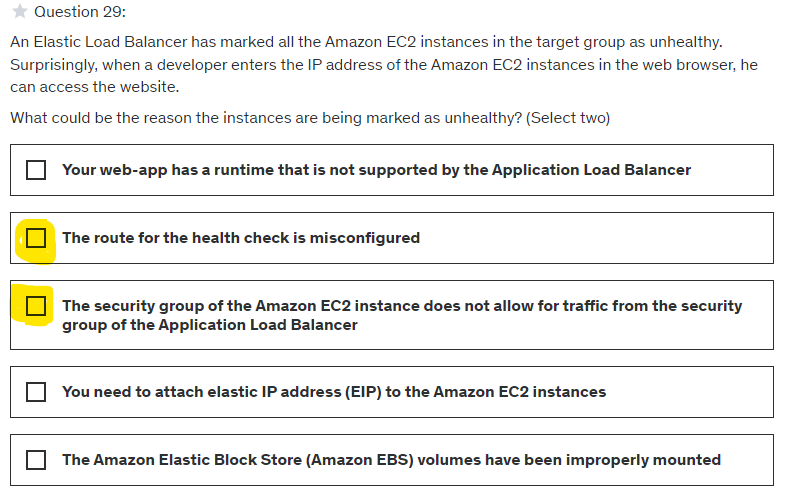 Question 29:
An Elastic Load Balancer has marked all the Amazon EC2 instances in the target group as unhealthy.
Surprisingly, when a developer enters the IP address of the Amazon EC2 instances in the web browser, he
can access the website.
What could be the reason the instances are being marked as unhealthy? (Select two)
Your web-app has a runtime that is not supported by the Application Load Balancer
The route for the health check is misconfigured
The security group of the Amazon EC2 instance does not allow for traffic from the security
group of the Application Load Balancer
You need to attach elastic IP address (EIP) to the Amazon EC2 instances
The Amazon Elastic Block Store (Amazon EBS) volumes have been improperly mounted